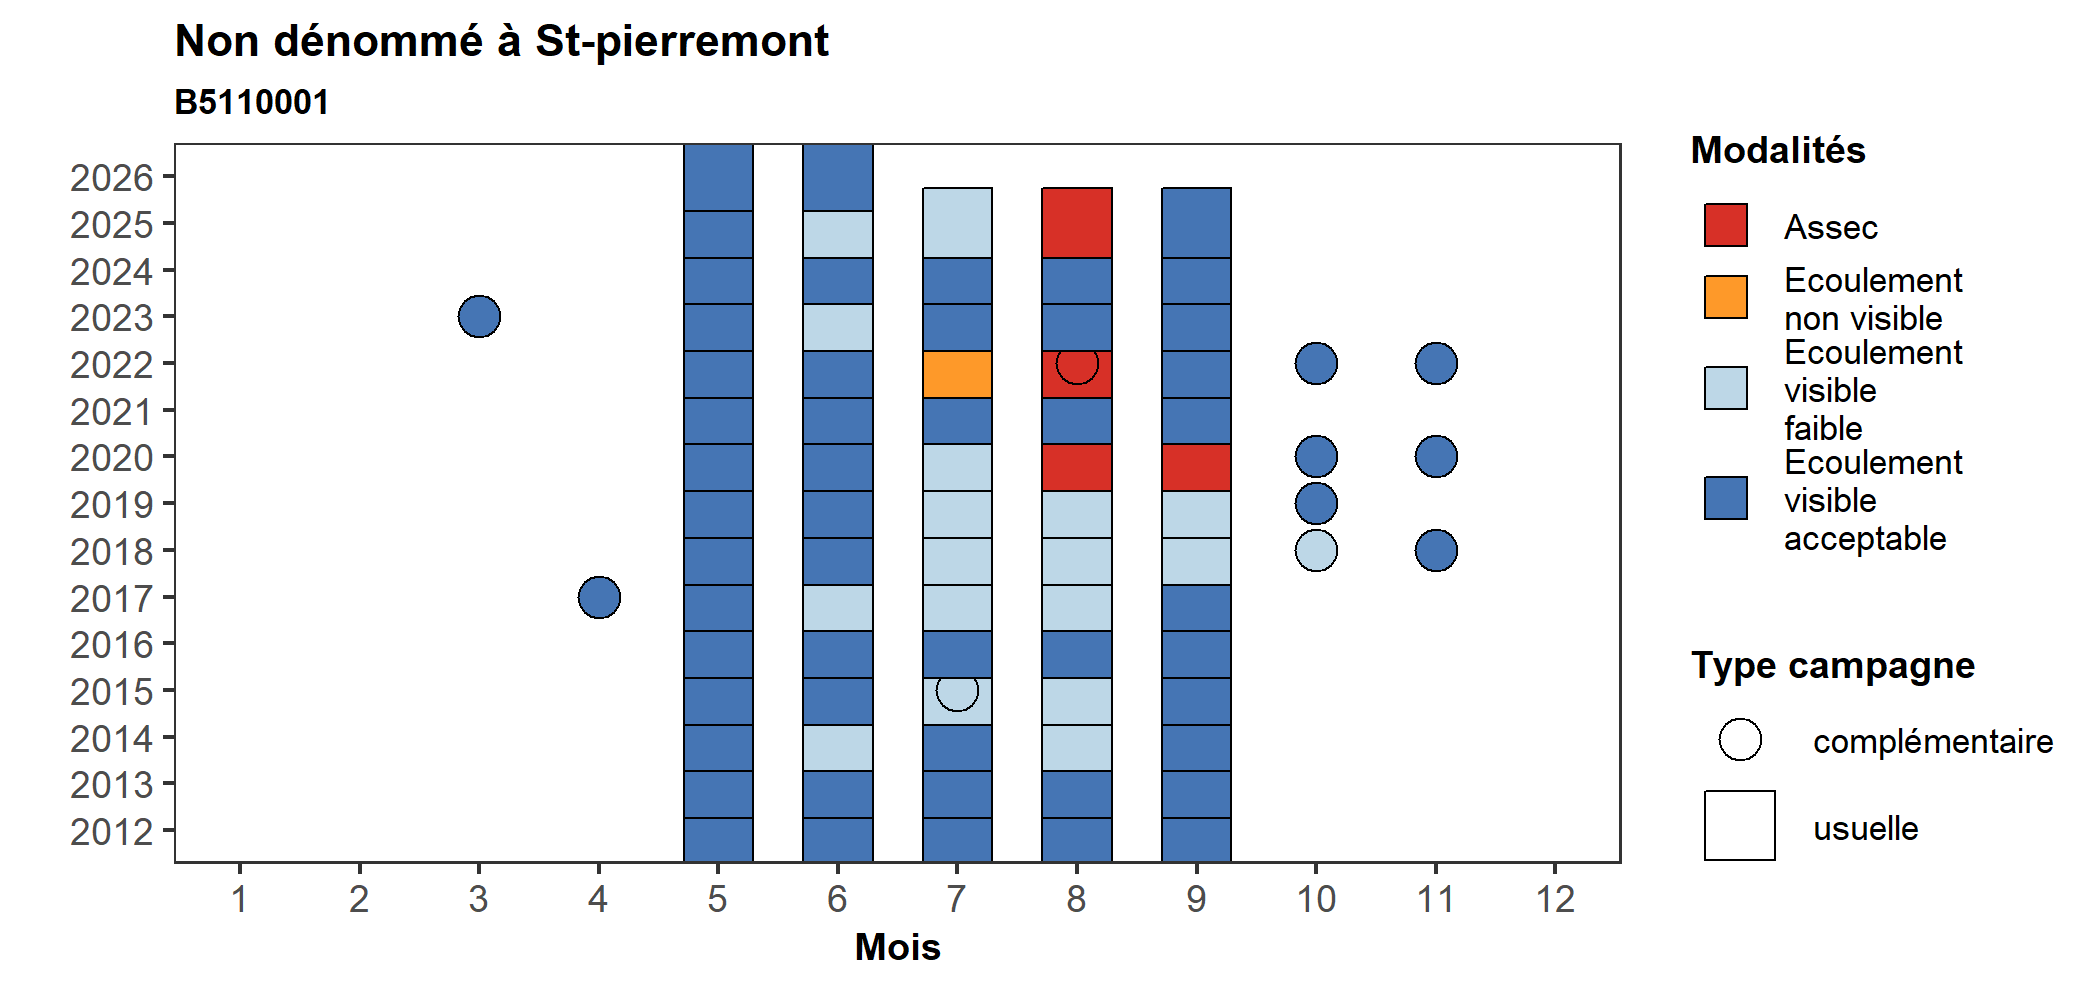 Non dénommé à St-pierremont
B5110001
2026
2025
2024
2023
2022
2021
2020
2019
2018
2017
2016
2015
2014
2013
2012
1 2 3 4 5 6 7 8 9 10 11 12
Mois
Modalités
Assec
Ecoulement
non visible
Ecoulement
visible
faible
Ecoulement
visible
acceptable
Type campagne
complémentaire
usuelle